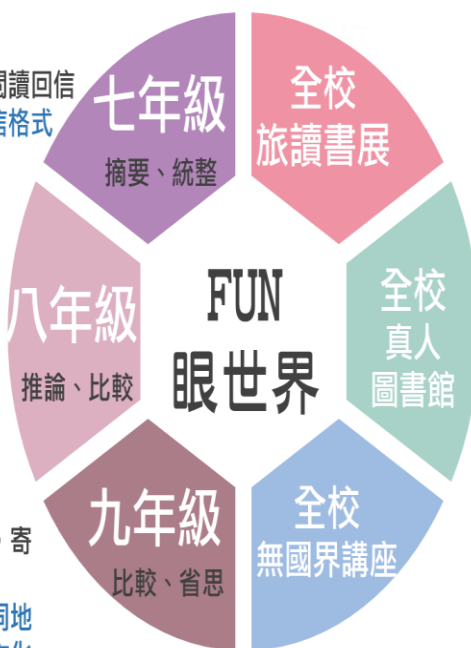 閱讀回信
信格式
七年級
摘要、統整
全校
旅讀書展
八年級
推論、比較
FUN
眼世界
全校
真人
圖書館
九年級
比較、省思
全校
無國界講座
寄
同地